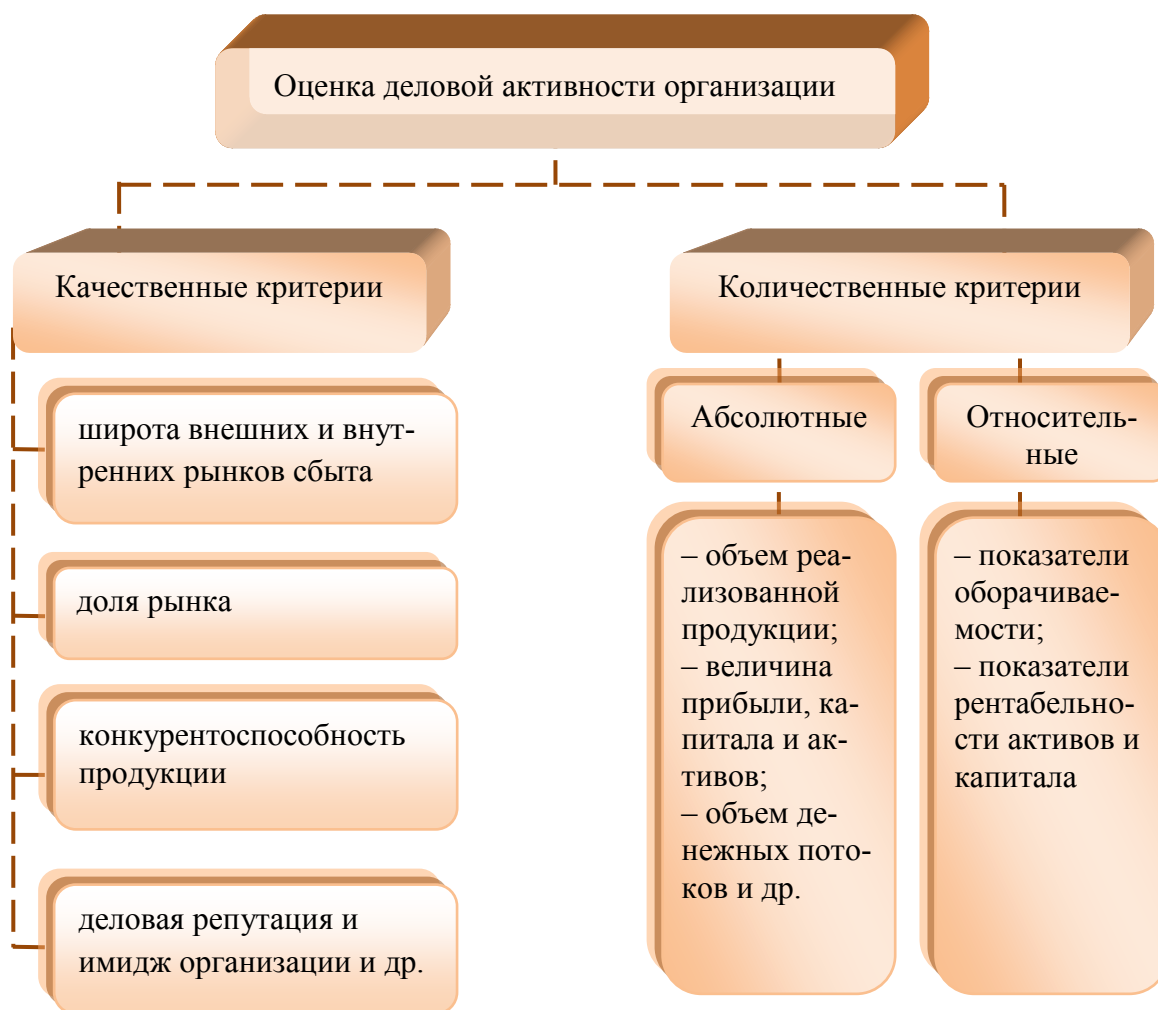 Оценка деловой активности организации
Качественные критерии
широта внешних и внут-
ренних рынков сбыта
доля рынка
конкурентоспособность
продукции
деловая репутация и
имидж организации и др.
Количественные критерии
Абсолютные
– объем реа-
лизованной
продукции;
– величина
прибыли, ка-
питала и ак-
тивов;
– объем де-
нежных пото-
ков и др.
Относитель-
ные
– показатели
оборачивае-
мости;
– показатели
рентабельно-
сти активов и
капитала